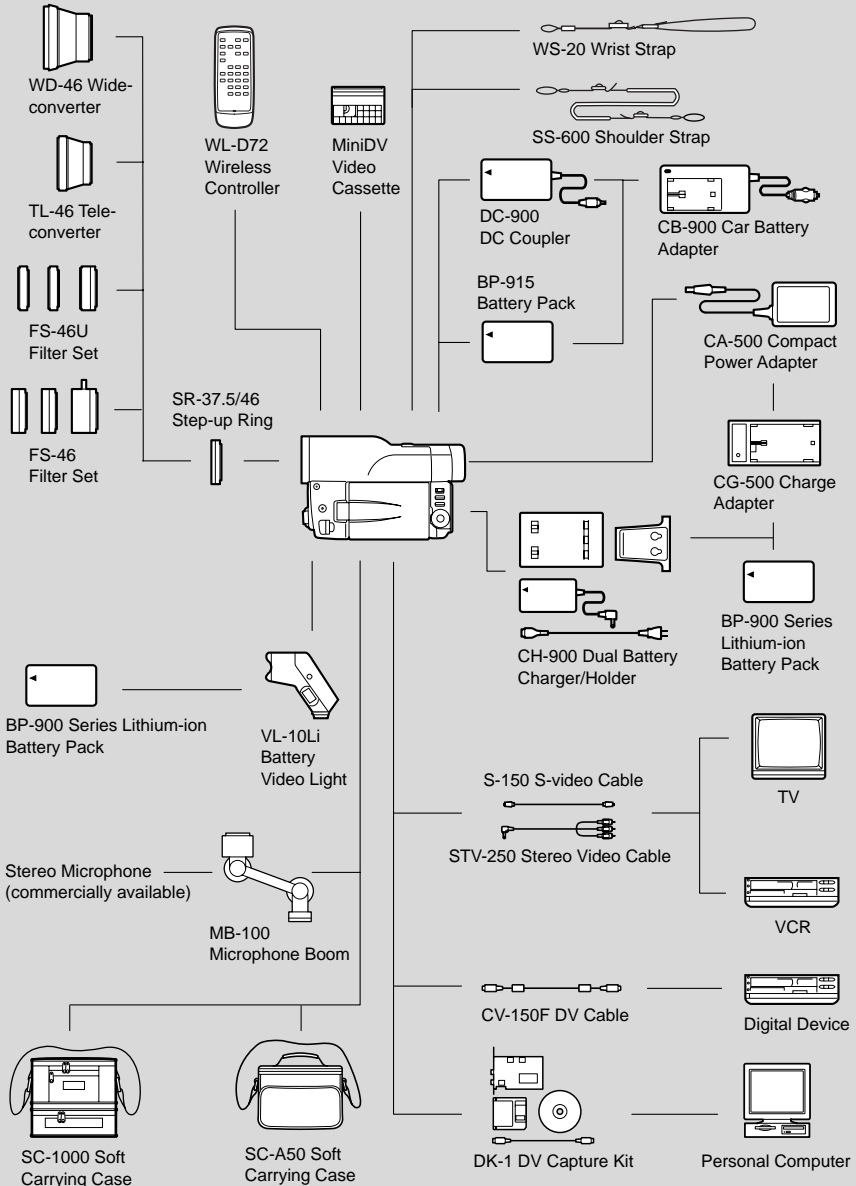 WS-20 Wrist Strap
WD-46 Wide-
converter
WL-D72
Wireless
Controller
MiniDV
Video
Cassette
SS-600 Shoulder Strap
TL-46 Tele-
converter
DC-900
DC Coupler
CB-900 Car Battery
Adapter
BP-915
Battery Pack
FS-46U
Filter Set
CA-500 Compact
Power Adapter
SR-37.5/46
Step-up Ring
FS-46
Filter Set
CG-500 Charge
Adapter
CH-900 Dual Battery
Charger/Holder
BP-900 Series
Lithium-ion
Battery Pack
BP-900 Series Lithium-ion
Battery Pack
VL-10Li
Battery
Video Light
S-150 S-video Cable
TV
STV-250 Stereo Video Cable
Stereo Microphone
(commercially available)
VCR
MB-100
Microphone Boom
CV-150F DV Cable
Digital Device
SC-1000 Soft
Carrying Case
SC-A50 Soft
Carrying Case
DK-1 DV Capture Kit
Personal Computer